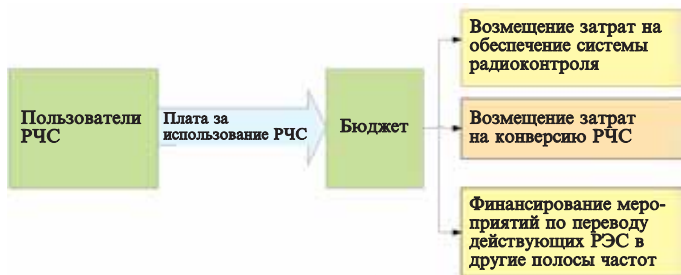 Пользователи
РЧС
Плата за
использование РЧС
Бюджет
Возмещение затрат на
обеспечение системы
радиоконтроля
Возмещение затрат
на конверсию РЧС
Финансирование меро-
приятий по переводу
действующих РЭС в
другие полосы частот